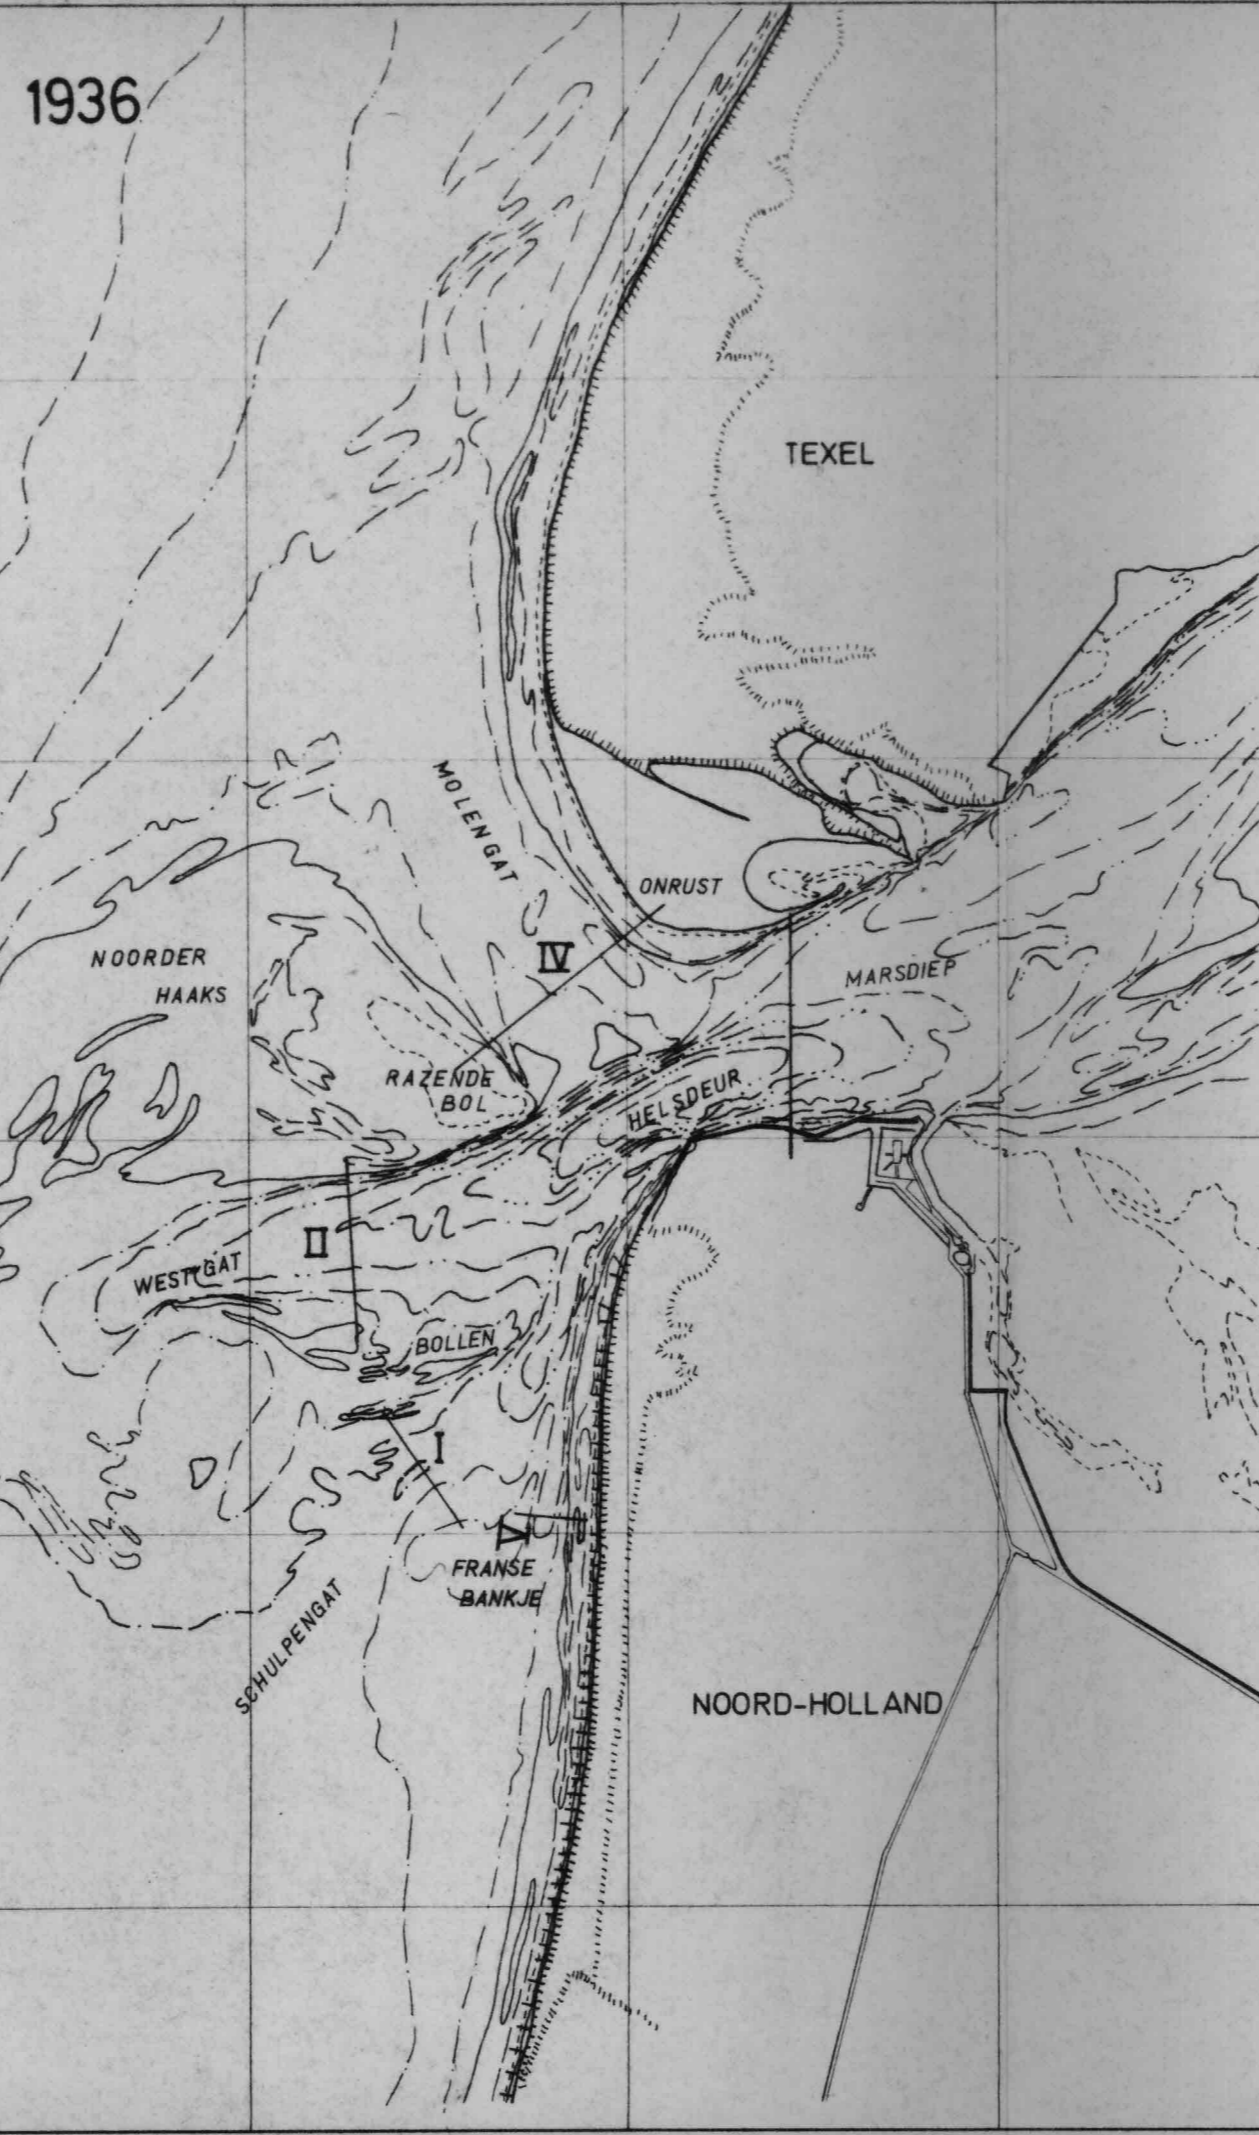 1936
TEXEL
MOLENGAT
ONRUST
IV
NOORDER
HAAKS
MARSDIEP
RAZENDE
BOL
HELSDEUR
II
WESTGAT
BOLLEN
I
V
FRANSE
BANKJE
SCHULPENGAT
NOORD-HOLLAND